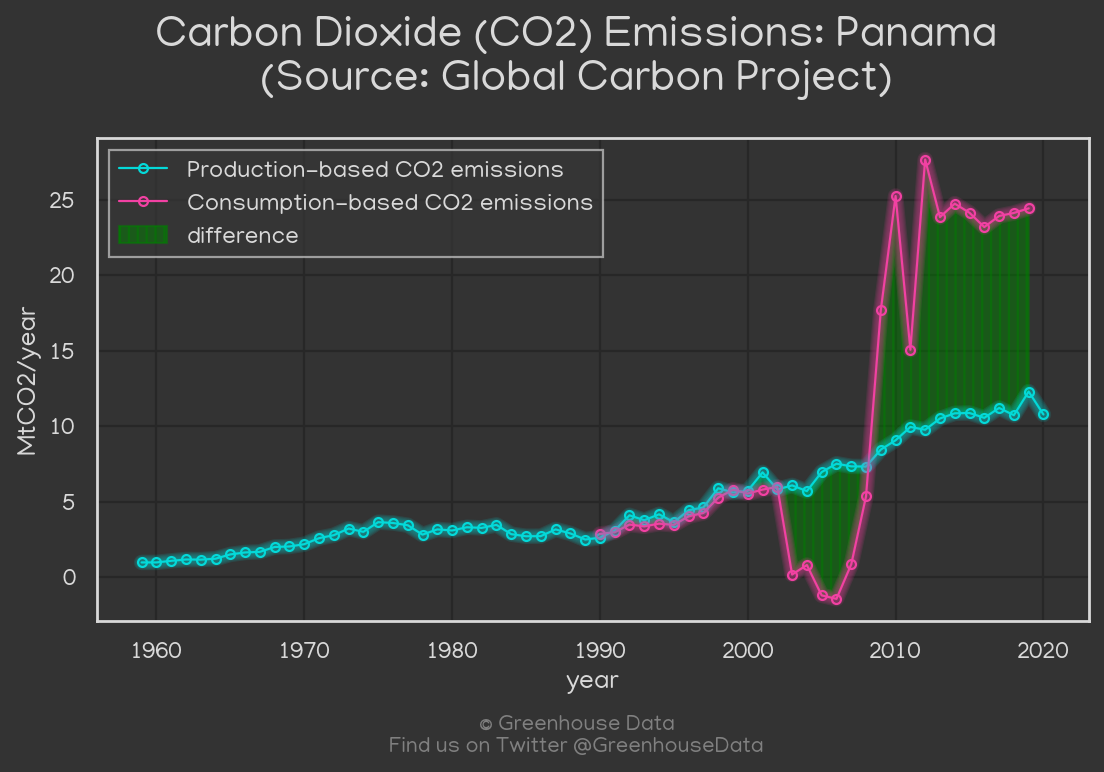 Carbon Dioxide (CO2) Emissions: Panama
(Source: Global Carbon Project)
Production-based CO2 emissions
Consumption-based CO2 emissions
difference
25
20
15
10
5
0
MtCO2/year
1960 1970 1980 1990 2000 2010 2020
year
© Greenhouse Data
Find us on Twitter @GreenhouseData